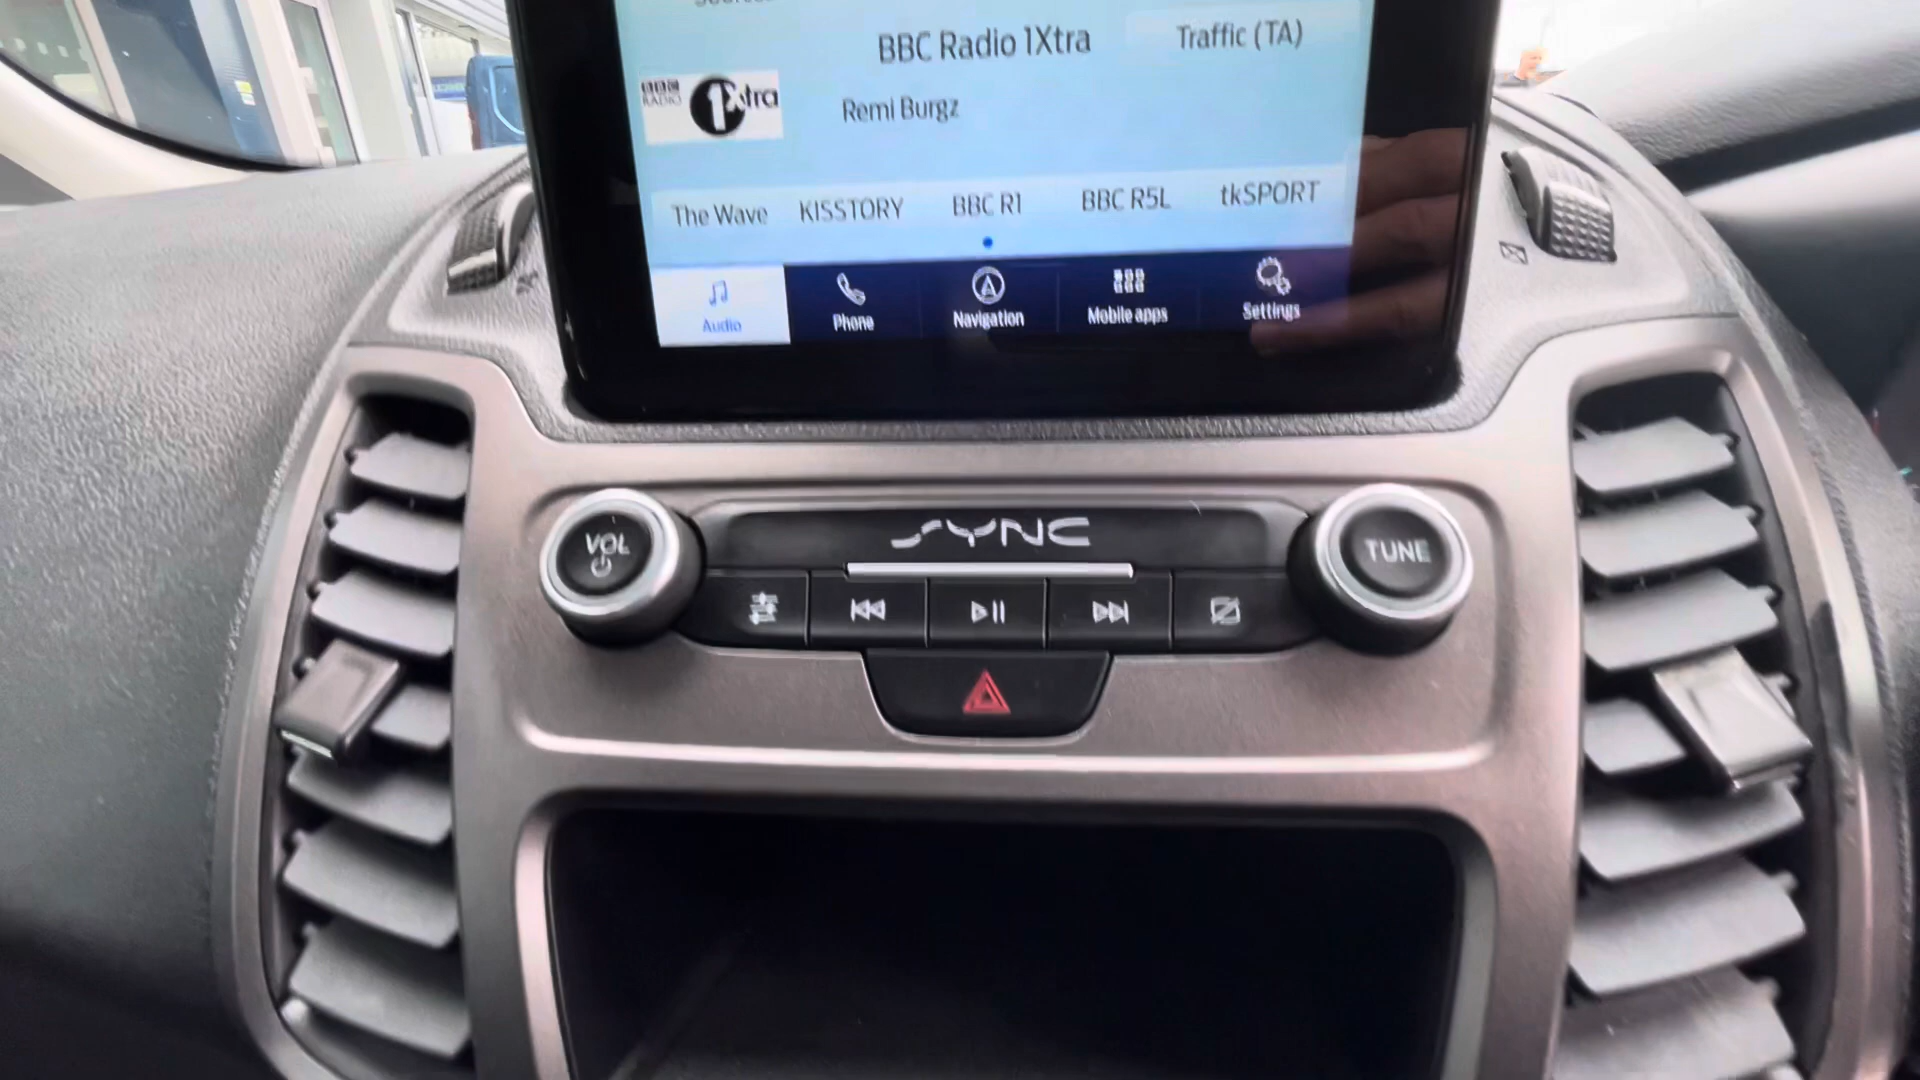 Sources
BBC Radio 1Xtra
Traffic (TA)
BBC
RADIO
1Xtra
Remi Burgz
The Wave
KISSTORY
BBC R1
BBC R5L
tkSPORT
Audio
Phone
Navigation
Mobile apps
Settings
VOL
SYNC
TUNE